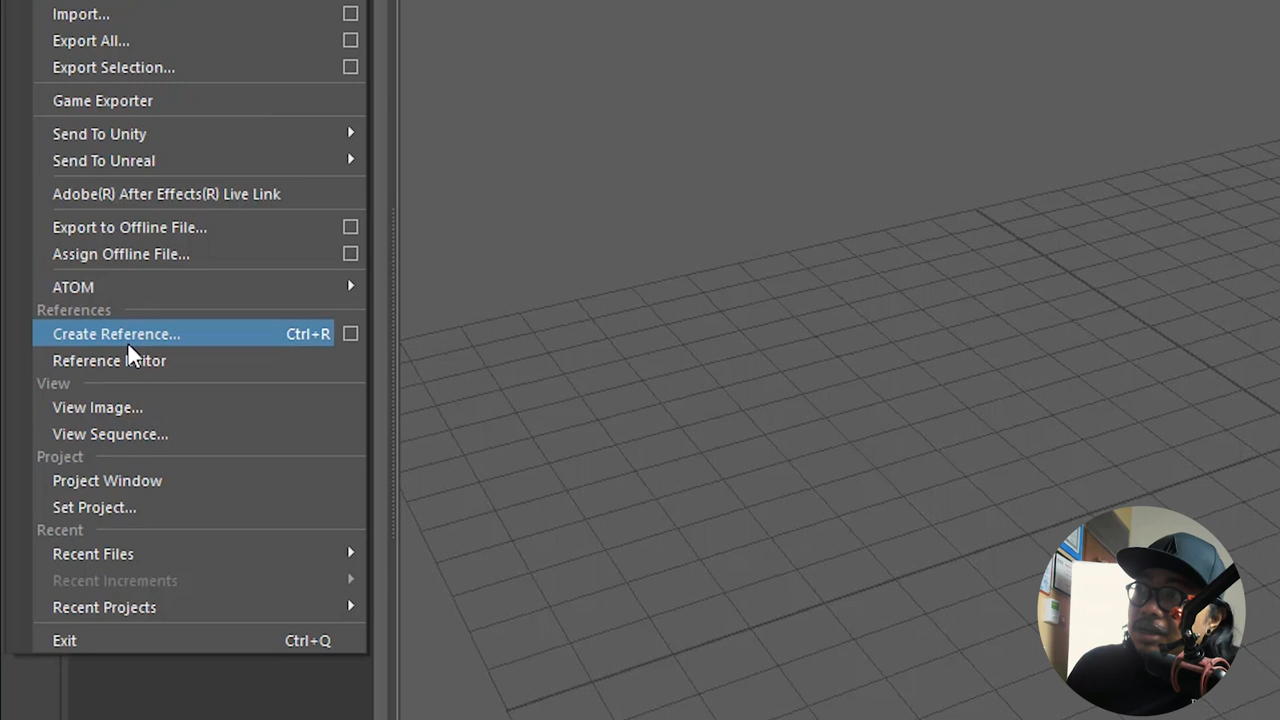 Import...
Export All...
Export Selection...
Game Exporter
Send To Unity
Send To Unreal
Adobe(R) After Effects(R) Live Link
Export to Offline File...
Assign Offline File...
ATOM
References
Create Reference... Ctrl+R
Reference
View
View Image...
View Sequence...
Project
Project Window
Set Project...
Recent
Recent Files
Recent Increments
Recent Projects
Exit Ctrl+Q